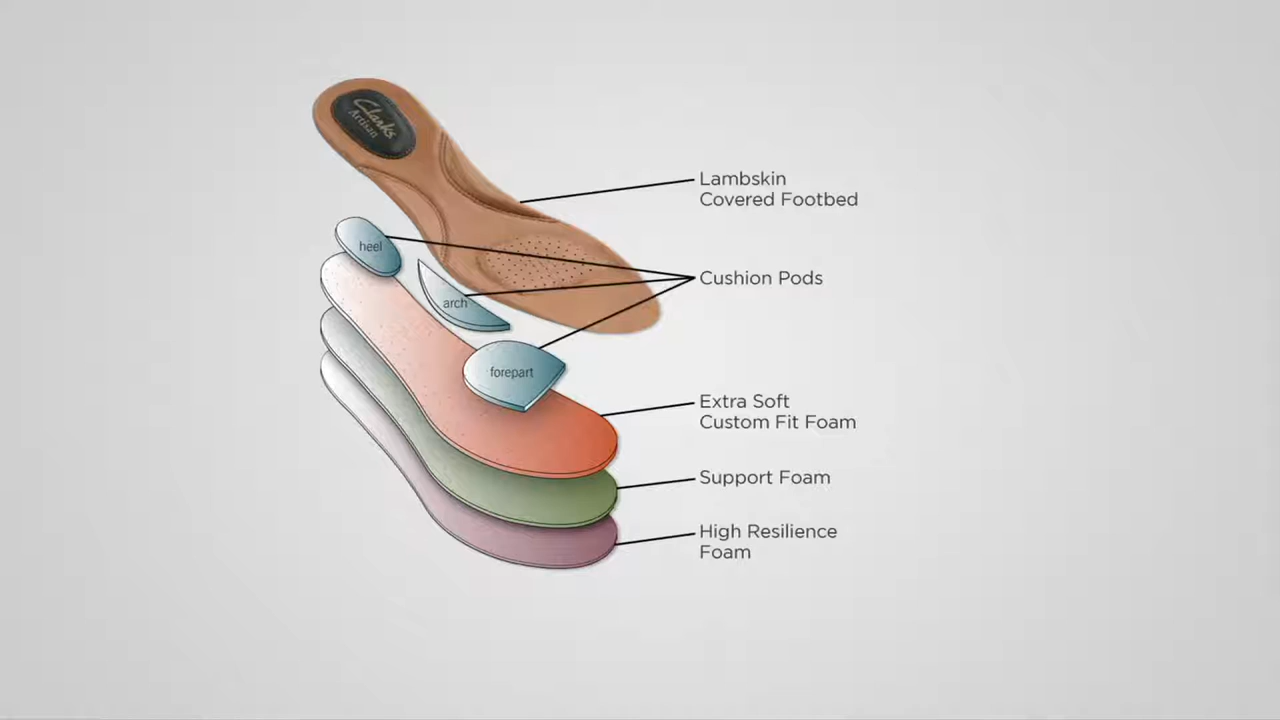 Clarks
Artisan
Lambskin
Covered Footbed
heel
Cushion Pods
arch
forepart
Extra Soft
Custom Fit Foam
Support Foam
High Resilience
Foam